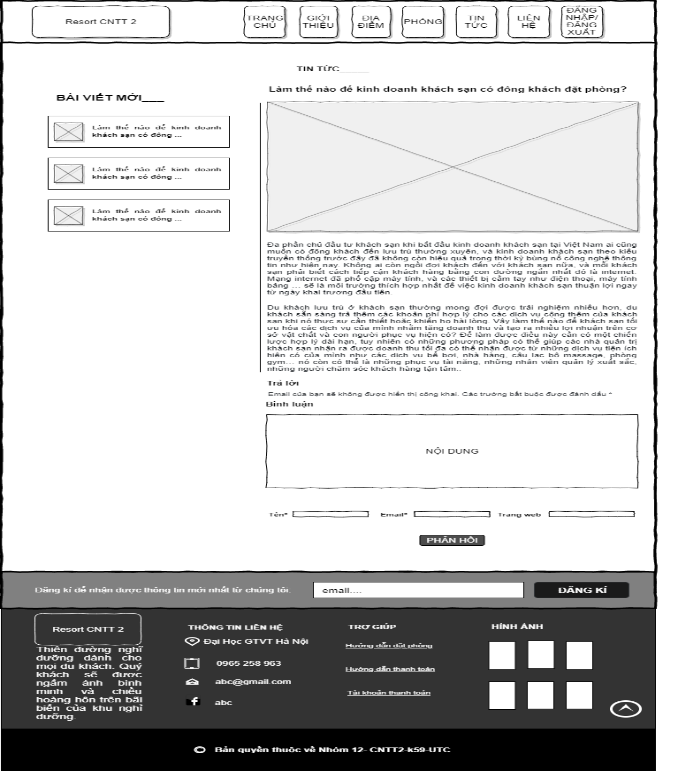 Resort CNTT 2
TRANG
CHỦ
GIỚI
THIỆU
ĐỊA
ĐIỂM
PHÒNG
TIN
TỨC
LIÊN
HỆ
ĐĂNG
NHẬP/
ĐĂNG
XUẤT
TIN TỨC_____
BÀI VIẾT MỚI___
Làm thế nào để kinh doanh
khách sạn có đông ...
Làm thế nào để kinh doanh
khách sạn có đông ...
Làm thế nào để kinh doanh
khách sạn có đông ...
Làm thế nào để kinh doanh khách sạn có đông khách đặt phòng?
Đa phần chủ đầu tư khách sạn khi bắt đầu kinh doanh khách sạn tại Việt Nam ai cũng
muốn có đông khách đến lưu trú thường xuyên, và kinh doanh khách sạn theo kiểu
truyền thống trước đây đã không còn hiệu quả trong thời kỳ bùng nổ công nghệ thông
tin như hiện nay. Không ai còn ngồi đợi khách đến với khách sạn nữa, và mỗi khách
sạn phải biết cách tiếp cận khách hàng bằng con đường ngắn nhất đó là internet.
Mạng internet đã phổ cập máy tính, và các thiết bị cầm tay như điện thoại, máy tính
bảng ... sẽ là môi trường thích hợp nhất để việc kinh doanh khách sạn thuận lợi ngay
từ ngày khai trương đầu tiên.
Du khách lưu trú ở khách sạn thường mong đợi được trải nghiệm nhiều hơn, du
khách sẵn sàng trả thêm các khoản phí hợp lý cho các dịch vụ cộng thêm của khách
sạn khi nó thực sự cần thiết hoặc khiến họ hài lòng. Vậy làm thế nào để khách sạn tối
ưu hóa các dịch vụ của mình nhằm tăng doanh thu và tạo ra nhiều lợi nhuận trên cơ
sở vật chất và con người phục vụ hiện có? Để làm được điều này cần có một chiến
lược hợp lý dài hạn, tuy nhiên có những phương pháp có thể giúp các nhà quản trị
khách sạn nhận ra được doanh thu tối đa có thể nhận được từ những dịch vụ tiện ích
hiện có của mình như các dịch vụ bể bơi, nhà hàng, câu lạc bộ massage, phòng
gym... nó còn có thể là những phục vụ tài năng, những nhân viên quản lý xuất sắc,
những người chăm sóc khách hàng tận tâm..
Trả lời
Email của bạn sẽ không được hiển thị công khai. Các trường bắt buộc được đánh dấu *
Bình luận
NỘI DUNG
Tên* Email* Trang web
PHẢN HỒI
Đăng kí để nhận được thông tin mới nhất từ chúng tôi. email.... ĐĂNG KÍ
Resort CNTT 2
Thiên đường nghỉ
dưỡng dành cho
mọi du khách. Quý
khách sẽ được
ngắm ánh bình
minh và chiều
hoàng hôn trên bãi
biển của khu nghỉ
dưỡng.
THÔNG TIN LIÊN HỆ
Đại Học GTVT Hà Nội
0965 258 963
abc@gmail.com
abc
TRỢ GIÚP
Hướng dẫn đặt phòng
Hướng dẫn thanh toán
Tài khoản thanh toán
HÌNH ẢNH
Bản quyền thuộc về Nhóm 12- CNTT2-K59-UTC